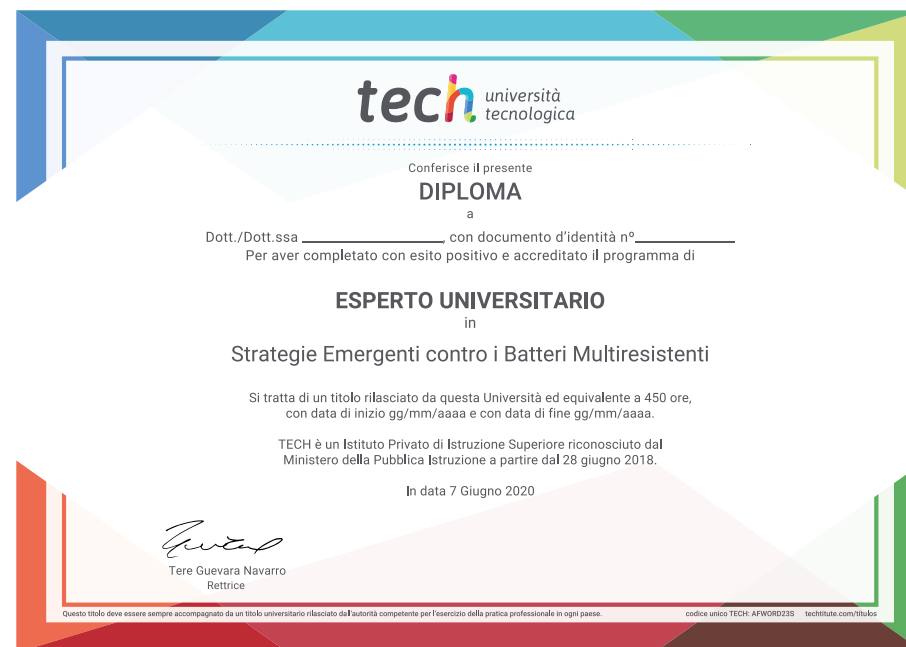 tech università
tecnologica
Conferisce il presente
DIPLOMA
a
Dott./Dott.ssa ____________, con documento d'identità nº____________
Per aver completato con esito positivo e accreditato il programma di
ESPERTO UNIVERSITARIO
in
Strategie Emergenti contro i Batteri Multiresistenti
Si tratta di un titolo rilasciato da questa Università ed equivalente a 450 ore,
con data di inizio gg/mm/aaaa e con data di fine gg/mm/aaaa.
TECH è un Istituto Privato di Istruzione Superiore riconosciuto dal
Ministero della Pubblica Istruzione a partire dal 28 giugno 2018.
In data 7 Giugno 2020
Tere Guevara Navarro
Rettrice
Questo titolo deve essere sempre accompagnato da un titolo universitario rilasciato dall'autorità competente per l'esercizio della pratica professionale in ogni paese. codice unico TECH: AFWORD23S techtitute.com/titulos